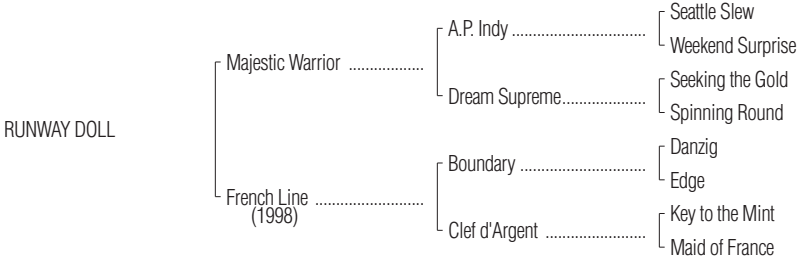 Seattle Slew
A.P. Indy ................................
Weekend Surprise
Majestic Warrior ..................
Seeking the Gold
Dream Supreme....................
Spinning Round
RUNWAY DOLL
Danzig
Boundary ..............................
Edge
French Line ..........................
(1998)
Key to the Mint
Clef d'Argent ........................
Maid of France